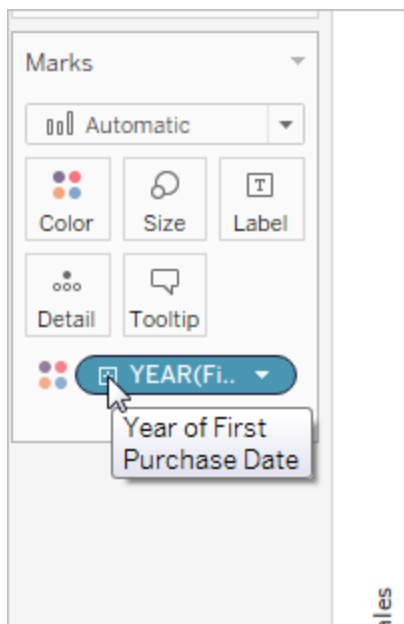 Marks
Automatic
Color Size Label
T
Detail Tooltip
YEAR(Fi..
Year of First
Purchase Date